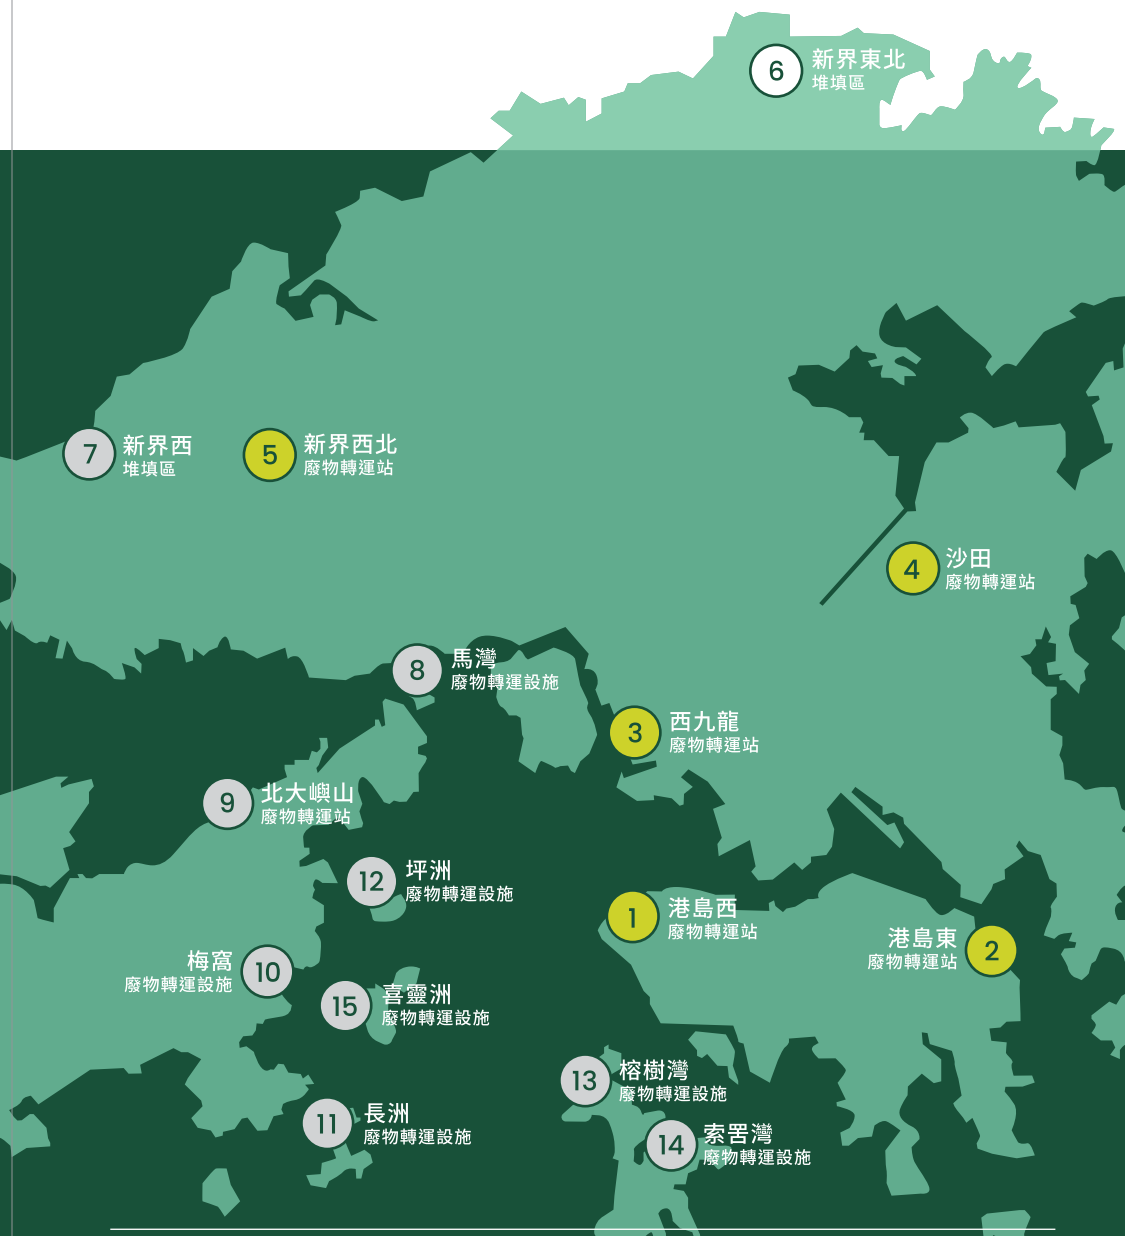 6
新界東北
堆填區
7
新界西
堆填區
5
新界西北
廢物轉運站
4
沙田
廢物轉運站
8
馬灣
廢物轉運設施
3
西九龍
廢物轉運站
9
北大嶼山
廢物轉運站
12
坪洲
廢物轉運設施
1
港島西
廢物轉運站
2
港島東
廢物轉運站
10
梅窩
廢物轉運設施
15
喜靈洲
廢物轉運設施
13
榕樹灣
廢物轉運設施
11
長洲
廢物轉運設施
14
索罟灣
廢物轉運設施